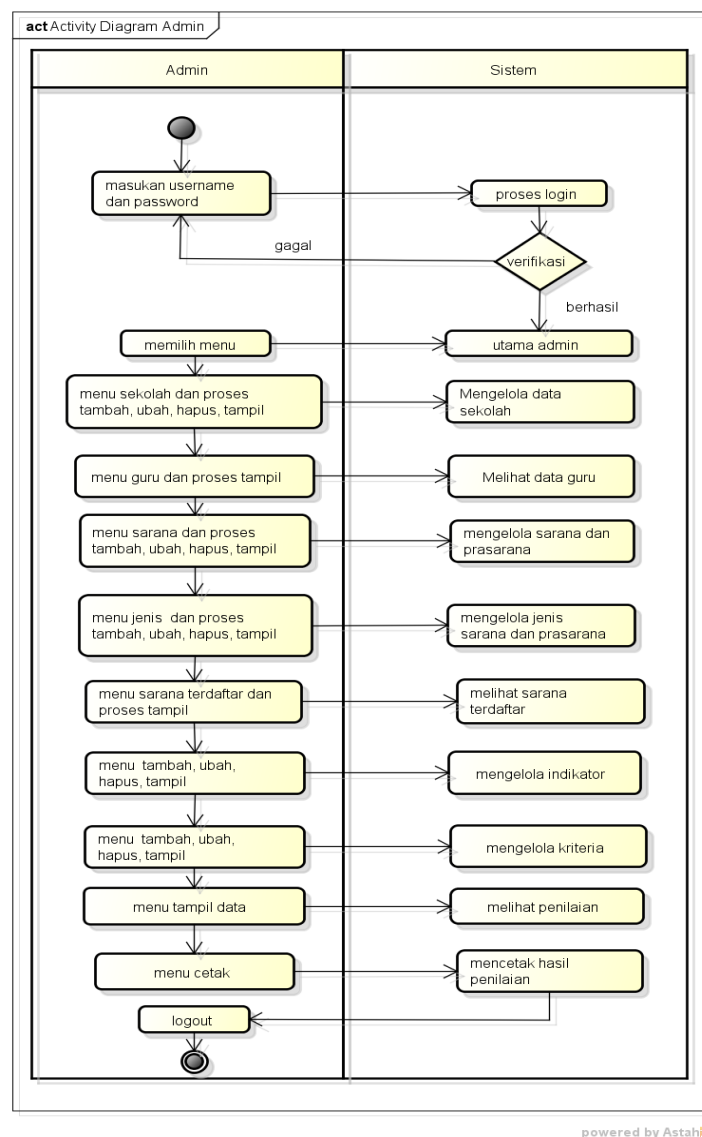 act Activity Diagram Admin
Admin
Sistem
masukan username
dan password
proses login
gagal
verifikasi
berhasil
memilih menu
utama admin
menu sekolah dan proses
tambah, ubah, hapus, tampil
Mengelola data
sekolah
menu guru dan proses tampil
Melihat data guru
menu sarana dan proses
tambah, ubah, hapus, tampil
mengelola sarana dan
prasarana
menu jenis dan proses
tambah, ubah, hapus, tampil
mengelola jenis
sarana dan prasarana
menu sarana terdaftar dan
proses tampil
melihat sarana
terdaftar
menu tambah, ubah,
hapus, tampil
mengelola indikator
menu tambah, ubah,
hapus, tampil
mengelola kriteria
menu tampil data
melihat penilaian
menu cetak
mencetak hasil
penilaian
logout
powered by Astah